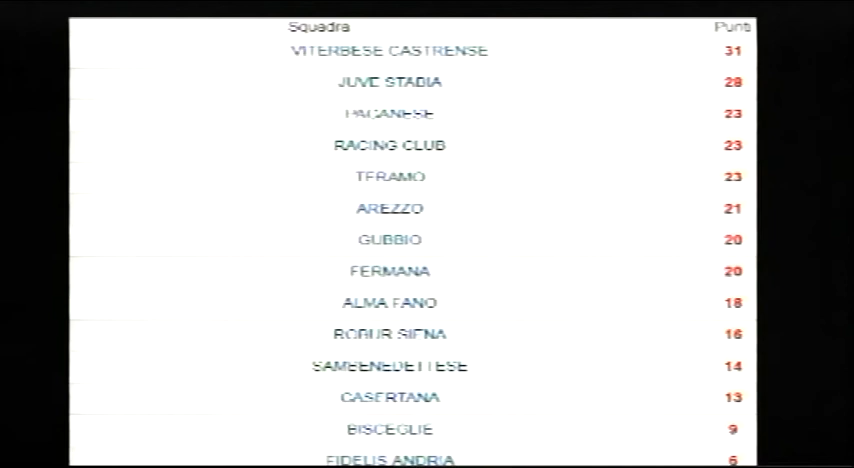 Squadra Punti
VITERBESE CASTRENSE 31
JUVE STABIA 28
PAGANESE 23
RACING CLUB 23
TERAMO 23
AREZZO 21
GUBBIO 20
FERMANA 20
ALMA FANO 18
ROBUR SIENA 16
SAMBENEDETTESE 14
CASERTANA 13
BISCEGLIE 9
FIDELIS ANDRIA 6